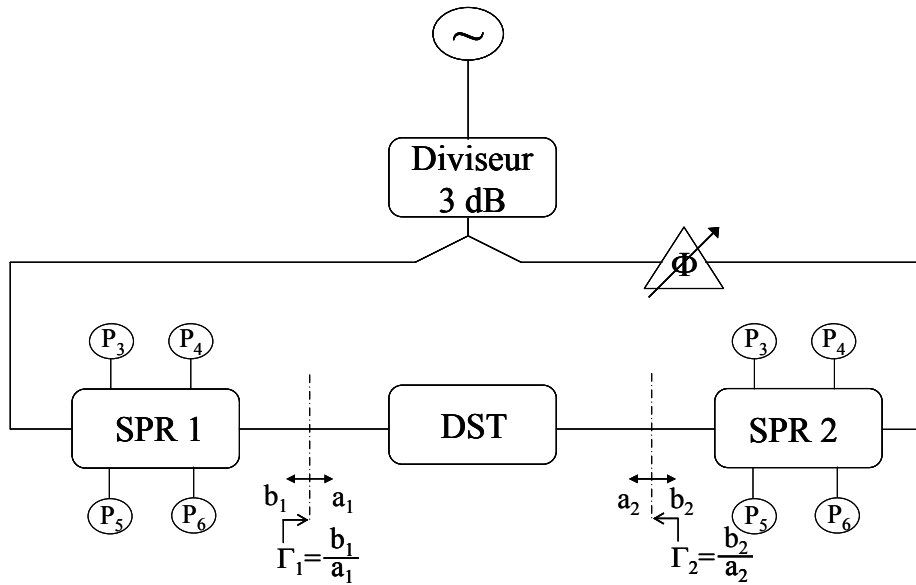 ~
Diviseur
3 dB
Φ
P₃ P₄ P₃ P₄
SPR 1 DST SPR 2
b₁ a₁ a₂ b₂
P₅ P₆ P₅ P₆
Γ₁=b₁/a₁ Γ₂=b₂/a₂